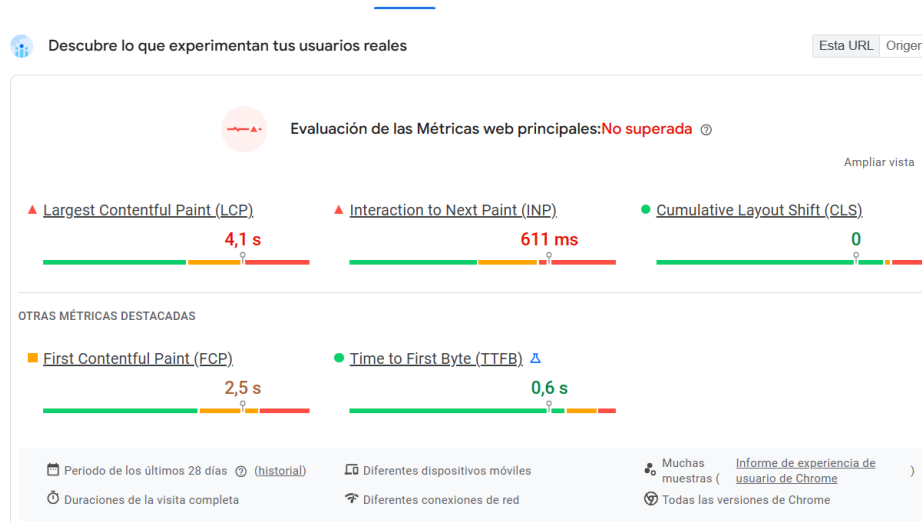 Descubre lo que experimentan tus usuarios reales
Esta URL
Evaluación de las Métricas web principales:No superada
Ampliar vista
Largest Contentful Paint (LCP)
4,1 s
Interaction to Next Paint (INP)
611 ms
Cumulative Layout Shift (CLS)
0
OTRAS MÉTRICAS DESTACADAS
First Contentful Paint (FCP)
2,5 s
Time to First Byte (TTFB)
0,6 s
Periodo de los últimos 28 días (historial)
Diferentes dispositivos móviles
Muchas muestras ( Informe de experiencia de usuario de Chrome )
Duraciones de la visita completa
Diferentes conexiones de red
Todas las versiones de Chrome